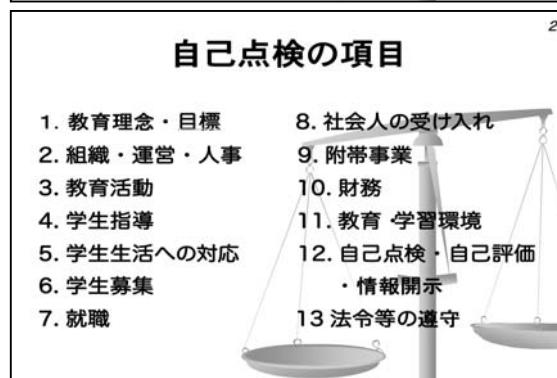 2
自己点検の項目
1. 教育理念・目標
2. 組織・運営・人事
3. 教育活動
4. 学生指導
5. 学生生活への対応
6. 学生募集
7. 就職
8. 社会人の受け入れ
9. 附帯事業
10. 財務
11. 教育・学習環境
12. 自己点検・自己評価
・情報開示
13 法令等の遵守